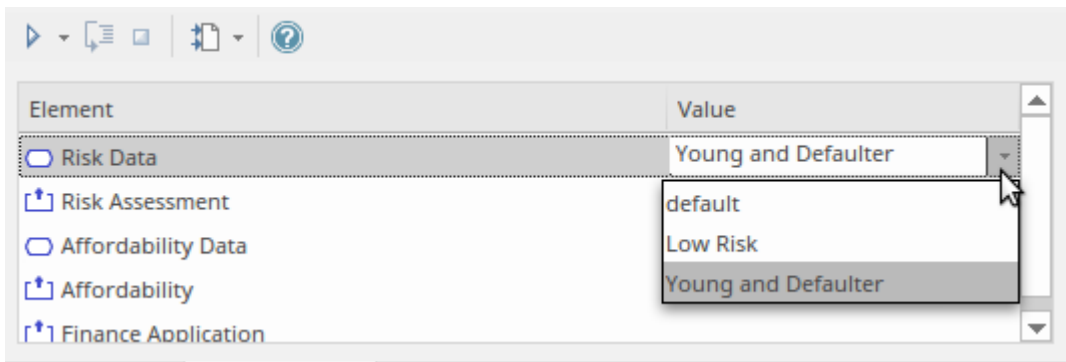 Element Value
Risk Data Young and Defaulter
Risk Assessment default
Affordability Data Low Risk
Affordability Young and Defaulter
Finance Application